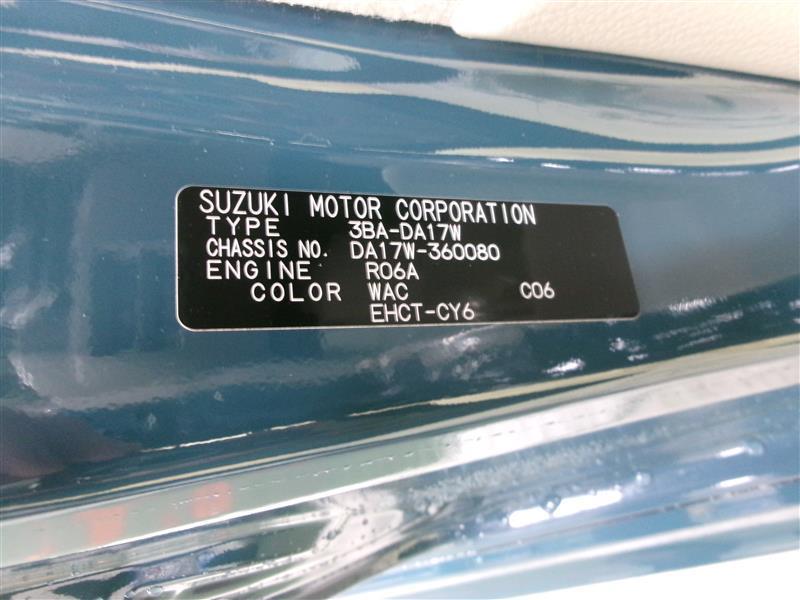 SUZUKI MOTOR CORPORATION
TYPE 3BA-DA17W
CHASSIS NO. DA17W-360080
ENGINE R06A
COLOR WAC C06
EHCT-CY6